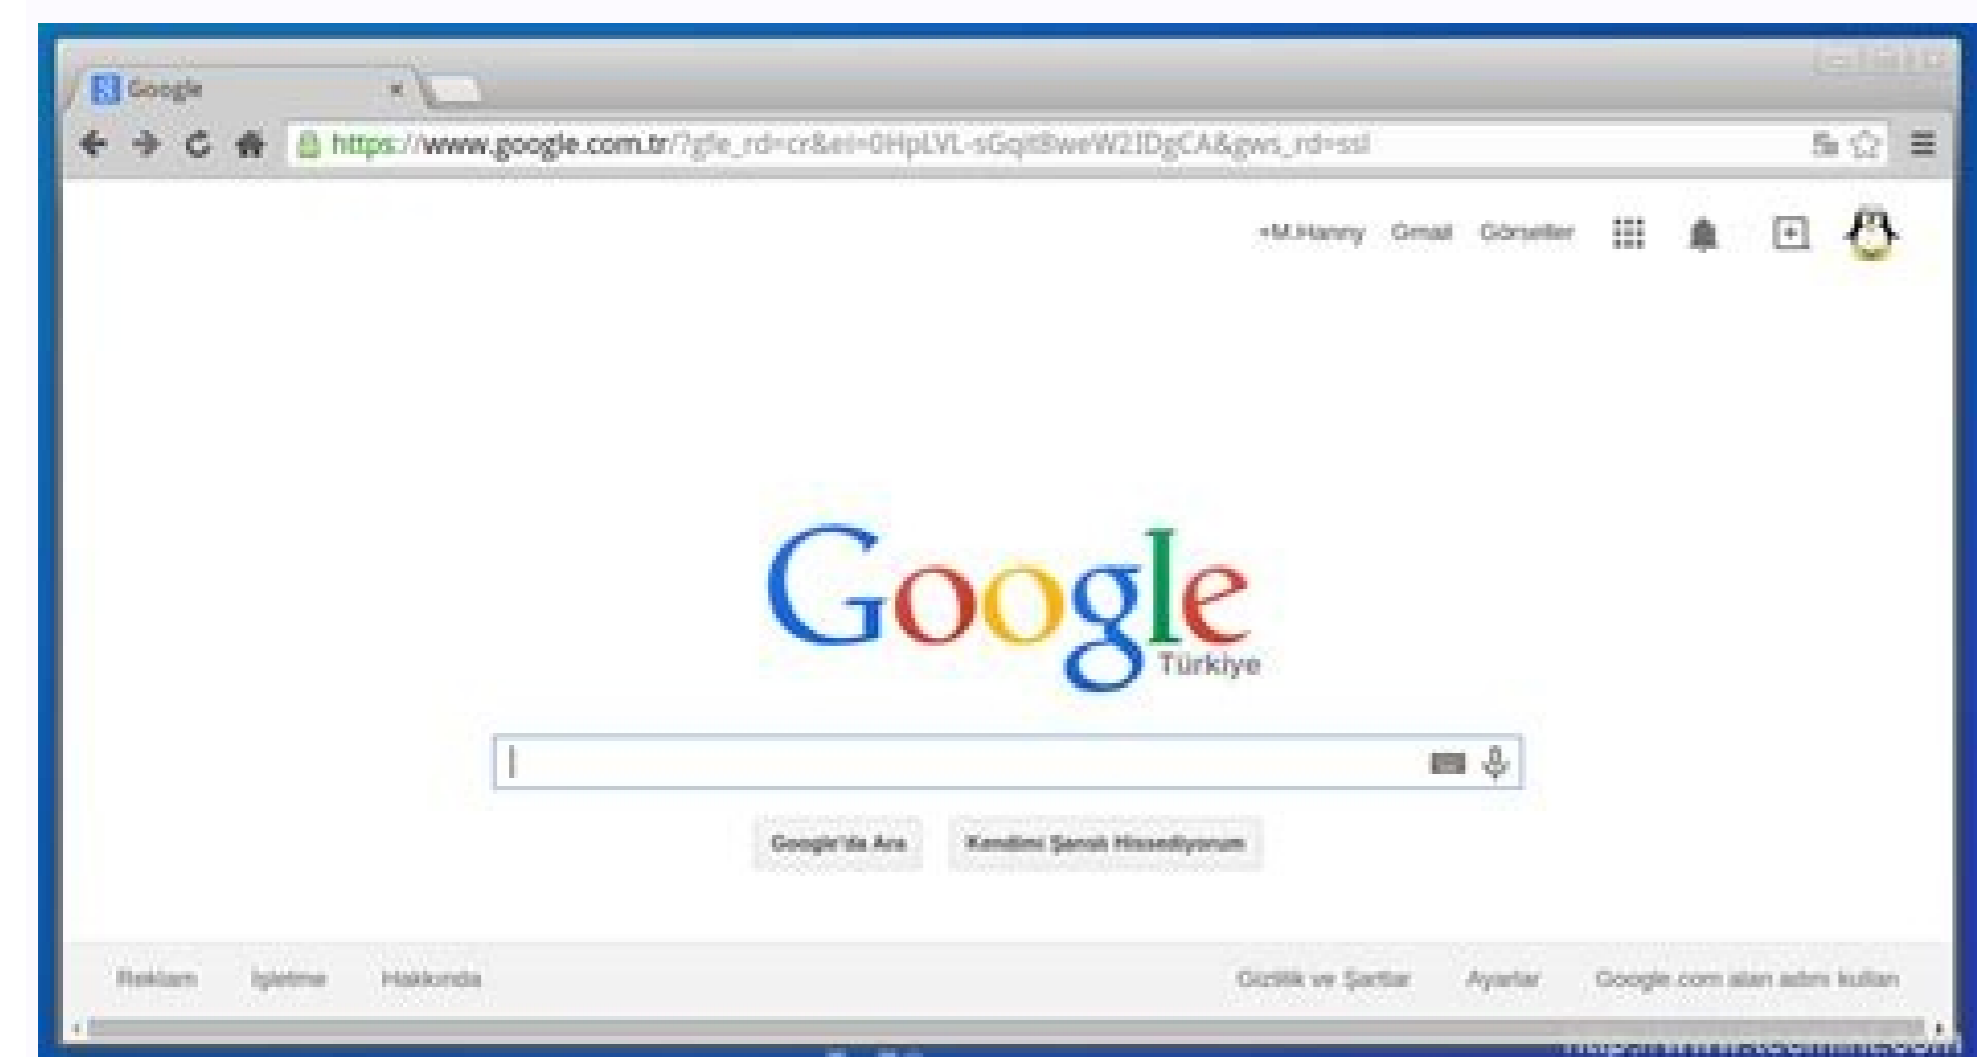 Google
https://www.google.com.tr/?gfe_rd=cr&ei=0HpLVL-sGqit8weW2IDgCA&gws_rd=ssl
+M.Hanny Gmail Görseller
Google
Türkiye
Google'da Ara Kendimi Şanslı Hissediyorum
Reklam İşletme Hakkında Gizlilik ve Şartlar Ayarlar Google.com alan adını kullan